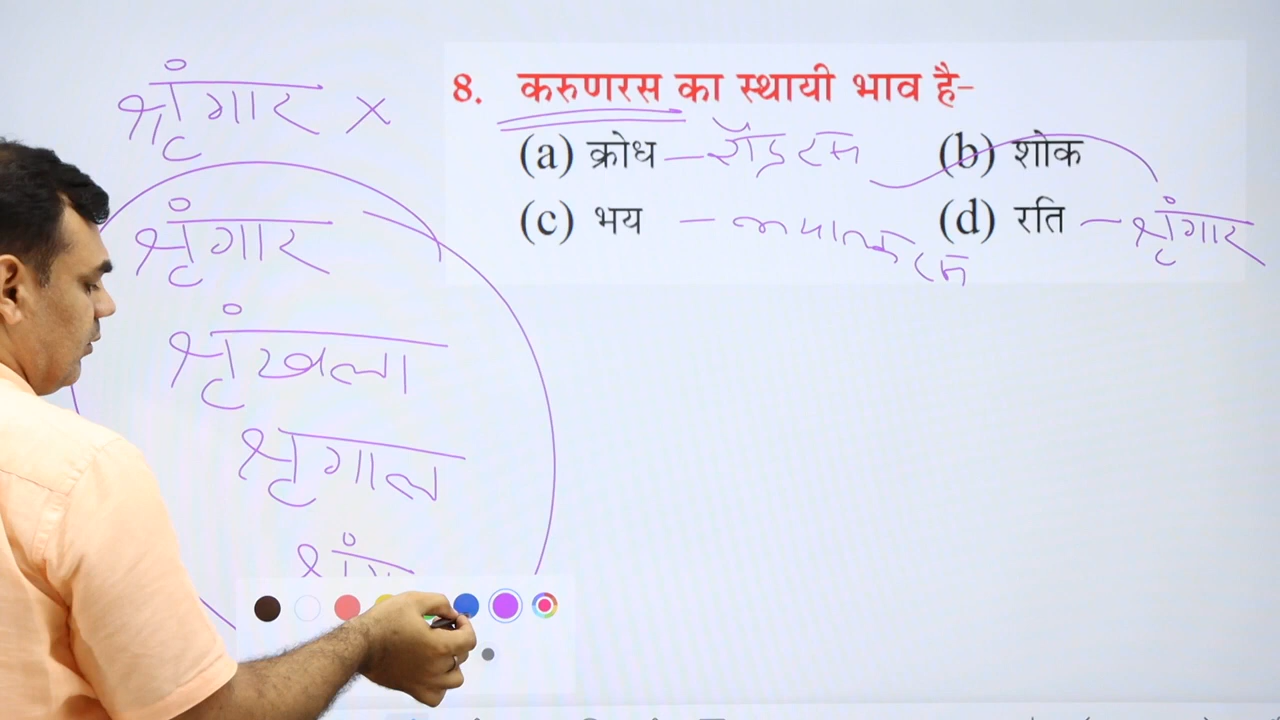 श्रृंगार ×
8. करुणरस का स्थायी भाव है-
(a) क्रोध – रौद्र रस (b) शोक
(c) भय – भयानक रस (d) रति – शृंगार
शृंगार
शृंखला
शृगाल